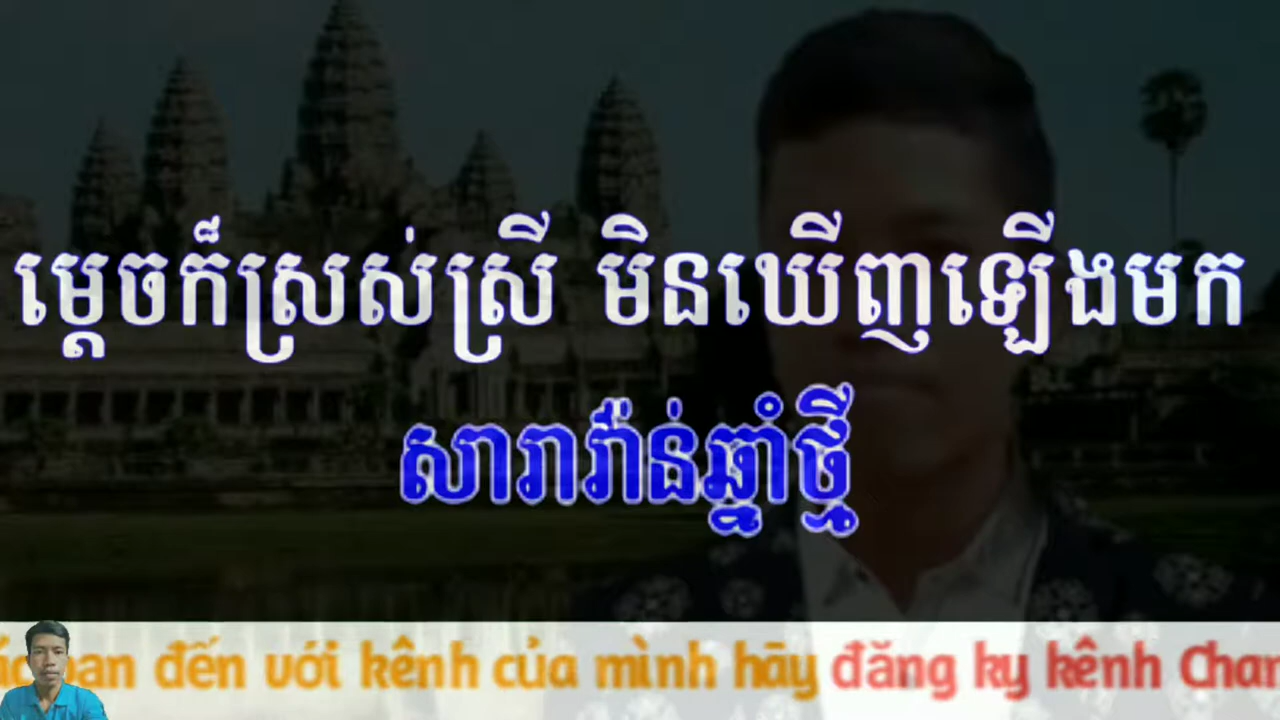 ម្ដេចក៏ស្រស់ស្រី មិនឃើញឡើងមក
សារាវ៉ាន់ឆ្នាំថ្មី
đến với kênh của mình hãy đăng ky kênh